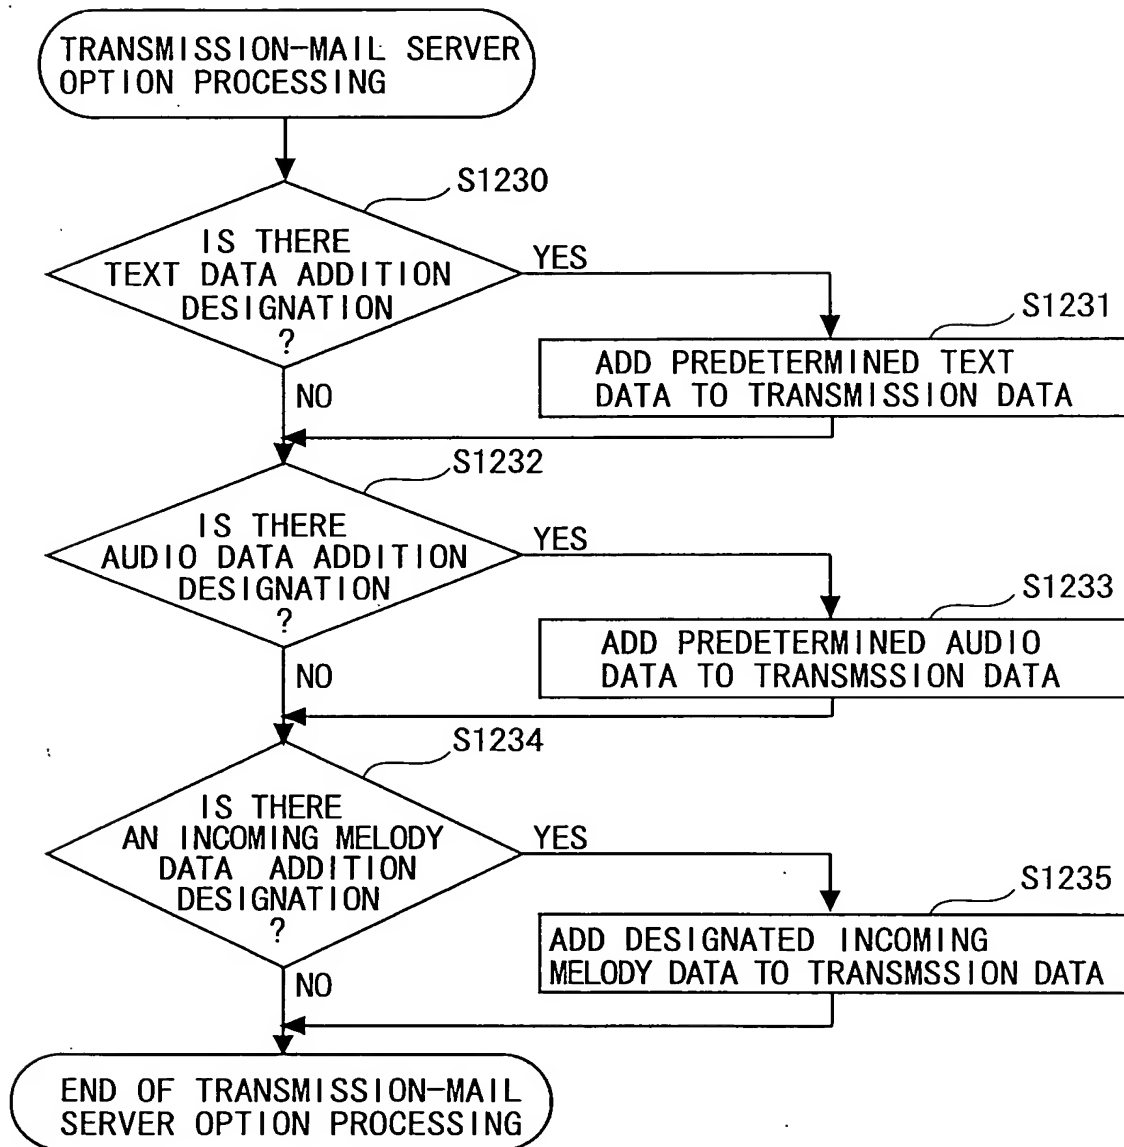 TRANSMISSION-MAIL SERVER
OPTION PROCESSING
S1230
IS THERE
TEXT DATA ADDITION
DESIGNATION
?
YES
NO
S1231
ADD PREDETERMINED TEXT
DATA TO TRANSMISSION DATA
S1232
IS THERE
AUDIO DATA ADDITION
DESIGNATION
?
YES
NO
S1233
ADD PREDETERMINED AUDIO
DATA TO TRANSMSSION DATA
S1234
IS THERE
AN INCOMING MELODY
DATA ADDITION
DESIGNATION
?
YES
NO
S1235
ADD DESIGNATED INCOMING
MELODY DATA TO TRANSMSSION DATA
END OF TRANSMISSION-MAIL
SERVER OPTION PROCESSING